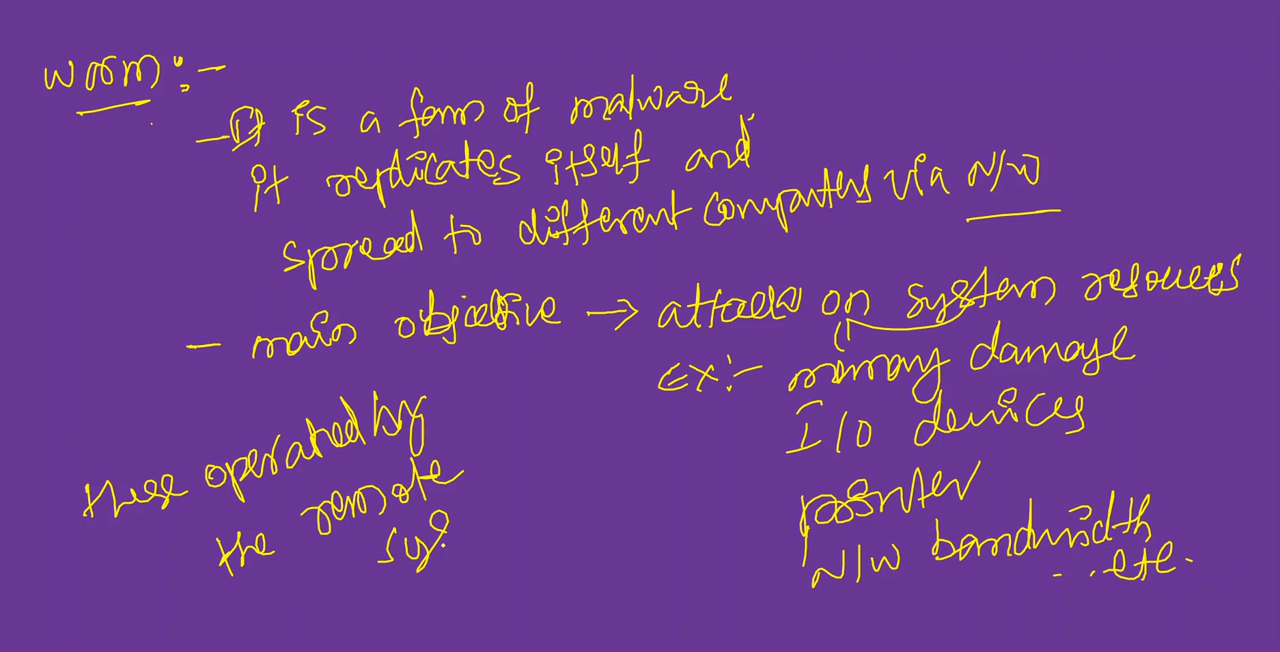 worm :-
- It is a form of malware
it replicates itself and
spread to different computers via N/W
- main objective → attack on system resources
Ex:- memory damage
I/O devices
printer
N/W bandwidth
...etc.
these operated by
the remote
sys